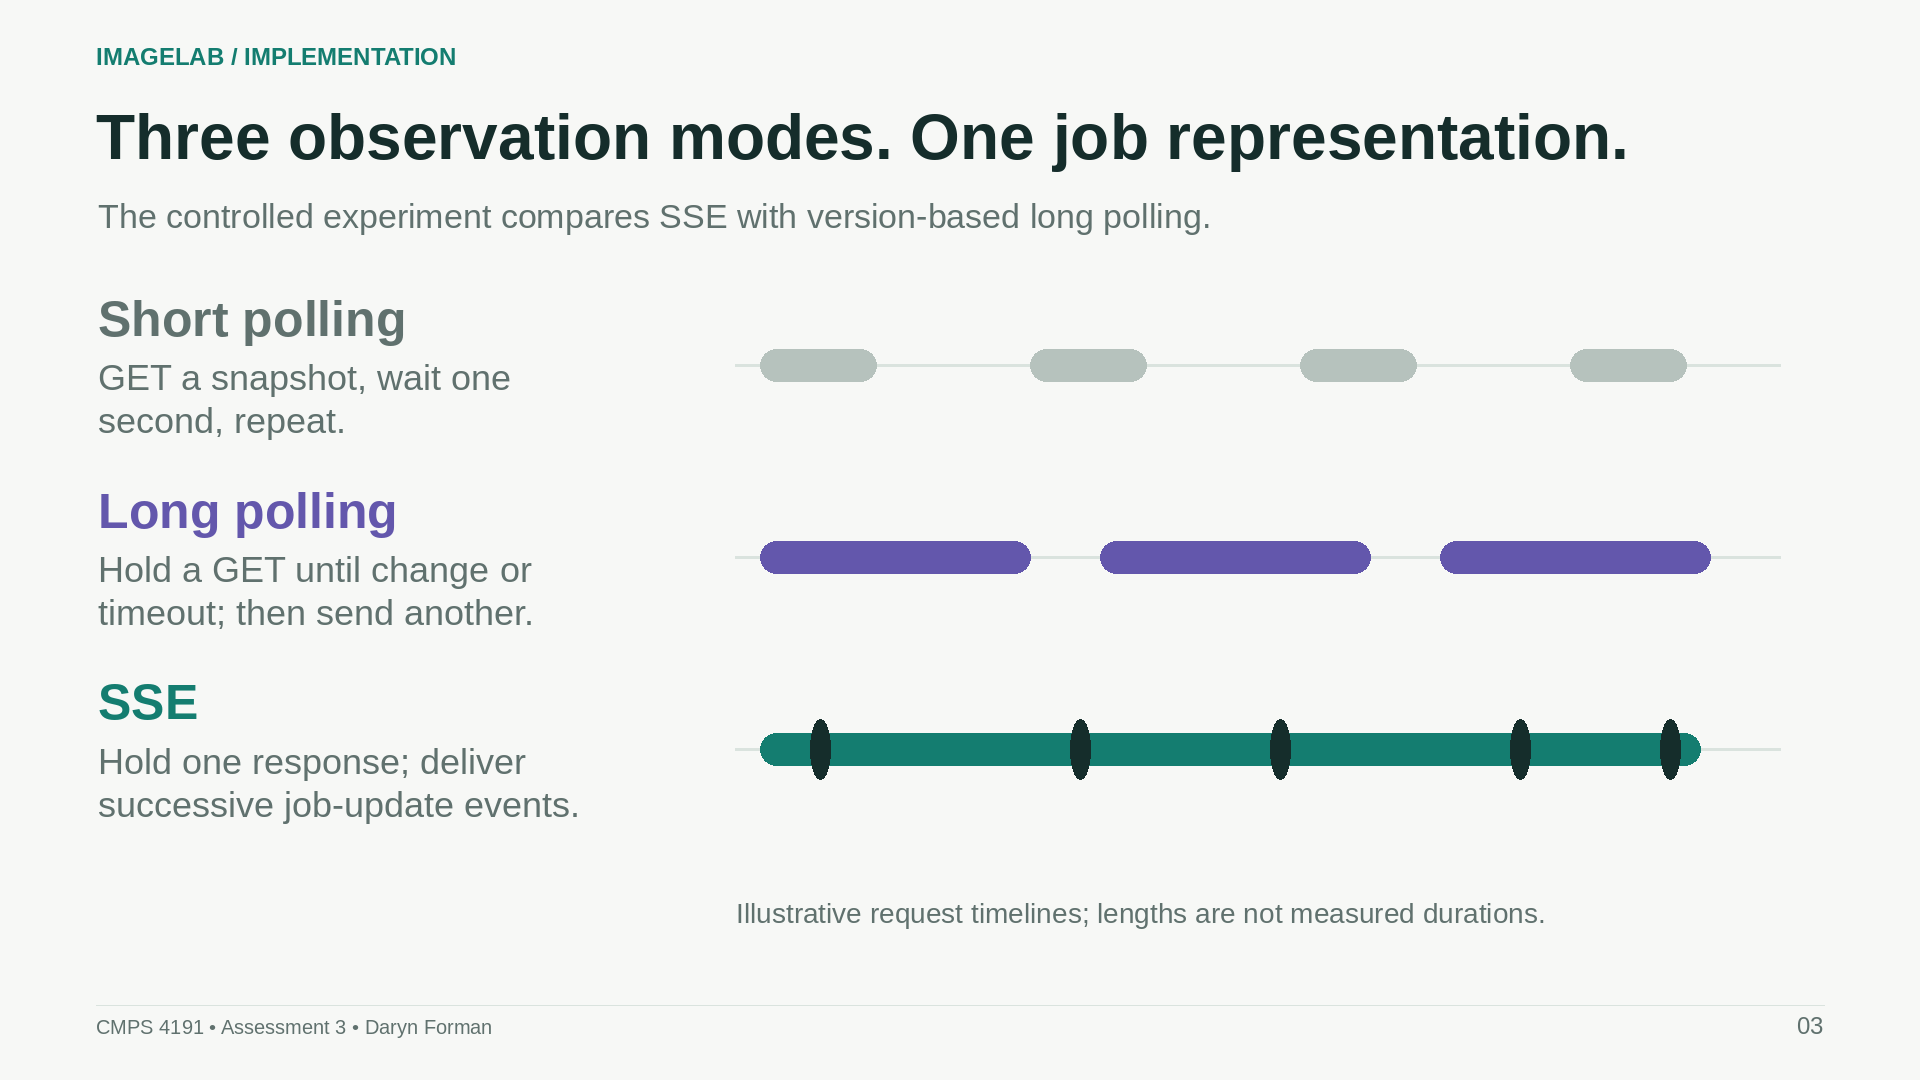 IMAGELAB / IMPLEMENTATION
Three observation modes. One job representation.
The controlled experiment compares SSE with version-based long polling.
Short polling
GET a snapshot, wait one
second, repeat.
Long polling
Hold a GET until change or
timeout; then send another.
SSE
Hold one response; deliver
successive job-update events.
Illustrative request timelines; lengths are not measured durations.
CMPS 4191 • Assessment 3 • Daryn Forman
03